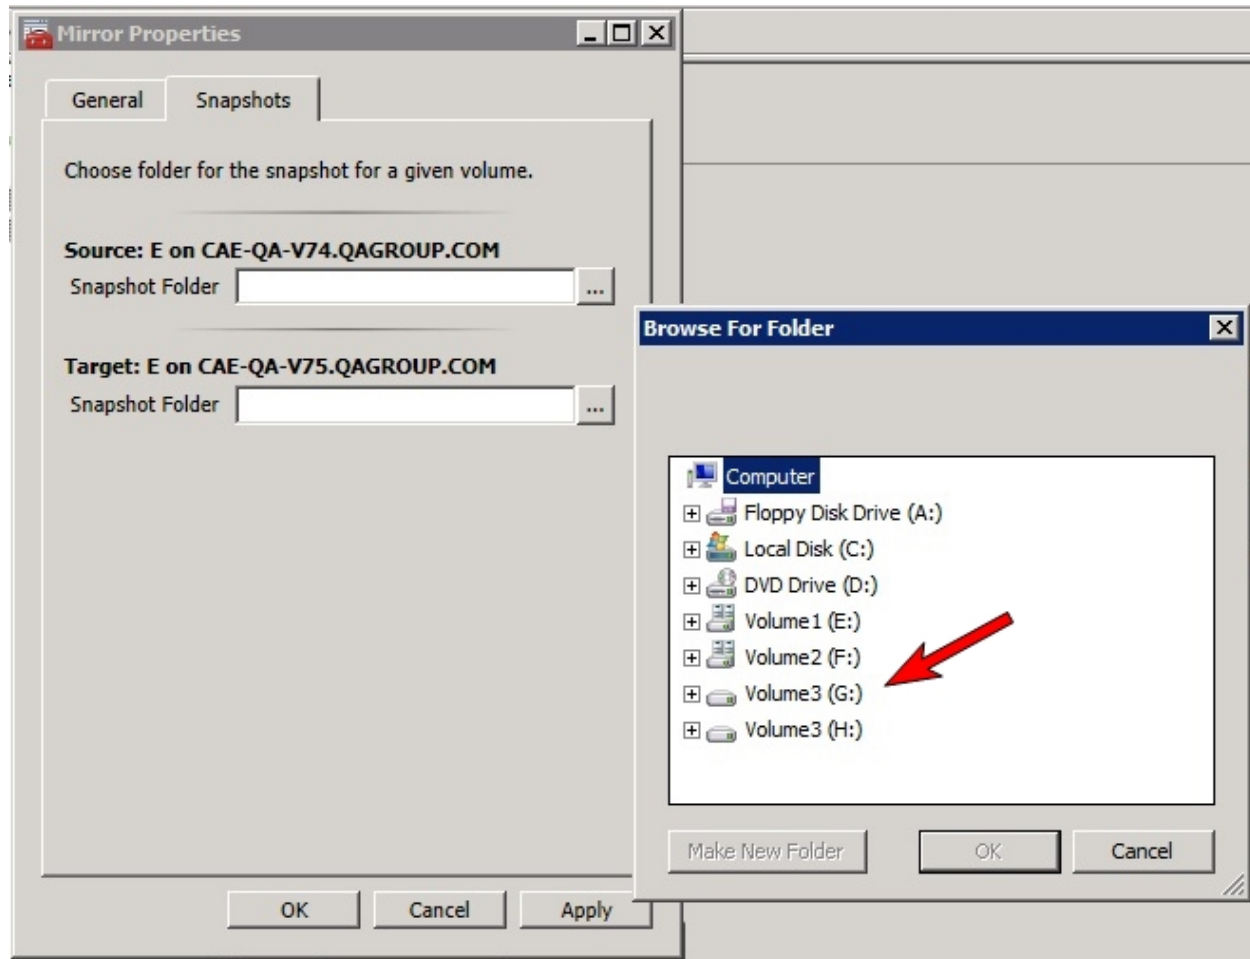 Mirror Properties
General Snapshots
Choose folder for the snapshot for a given volume.
Source: E on CAE-QA-V74.QAGROUP.COM
Snapshot Folder ...
Target: E on CAE-QA-V75.QAGROUP.COM
Snapshot Folder ...
OK Cancel Apply
Browse For Folder
Computer
Floppy Disk Drive (A:)
Local Disk (C:)
DVD Drive (D:)
Volume1 (E:)
Volume2 (F:)
Volume3 (G:)
Volume3 (H:)
Make New Folder OK Cancel